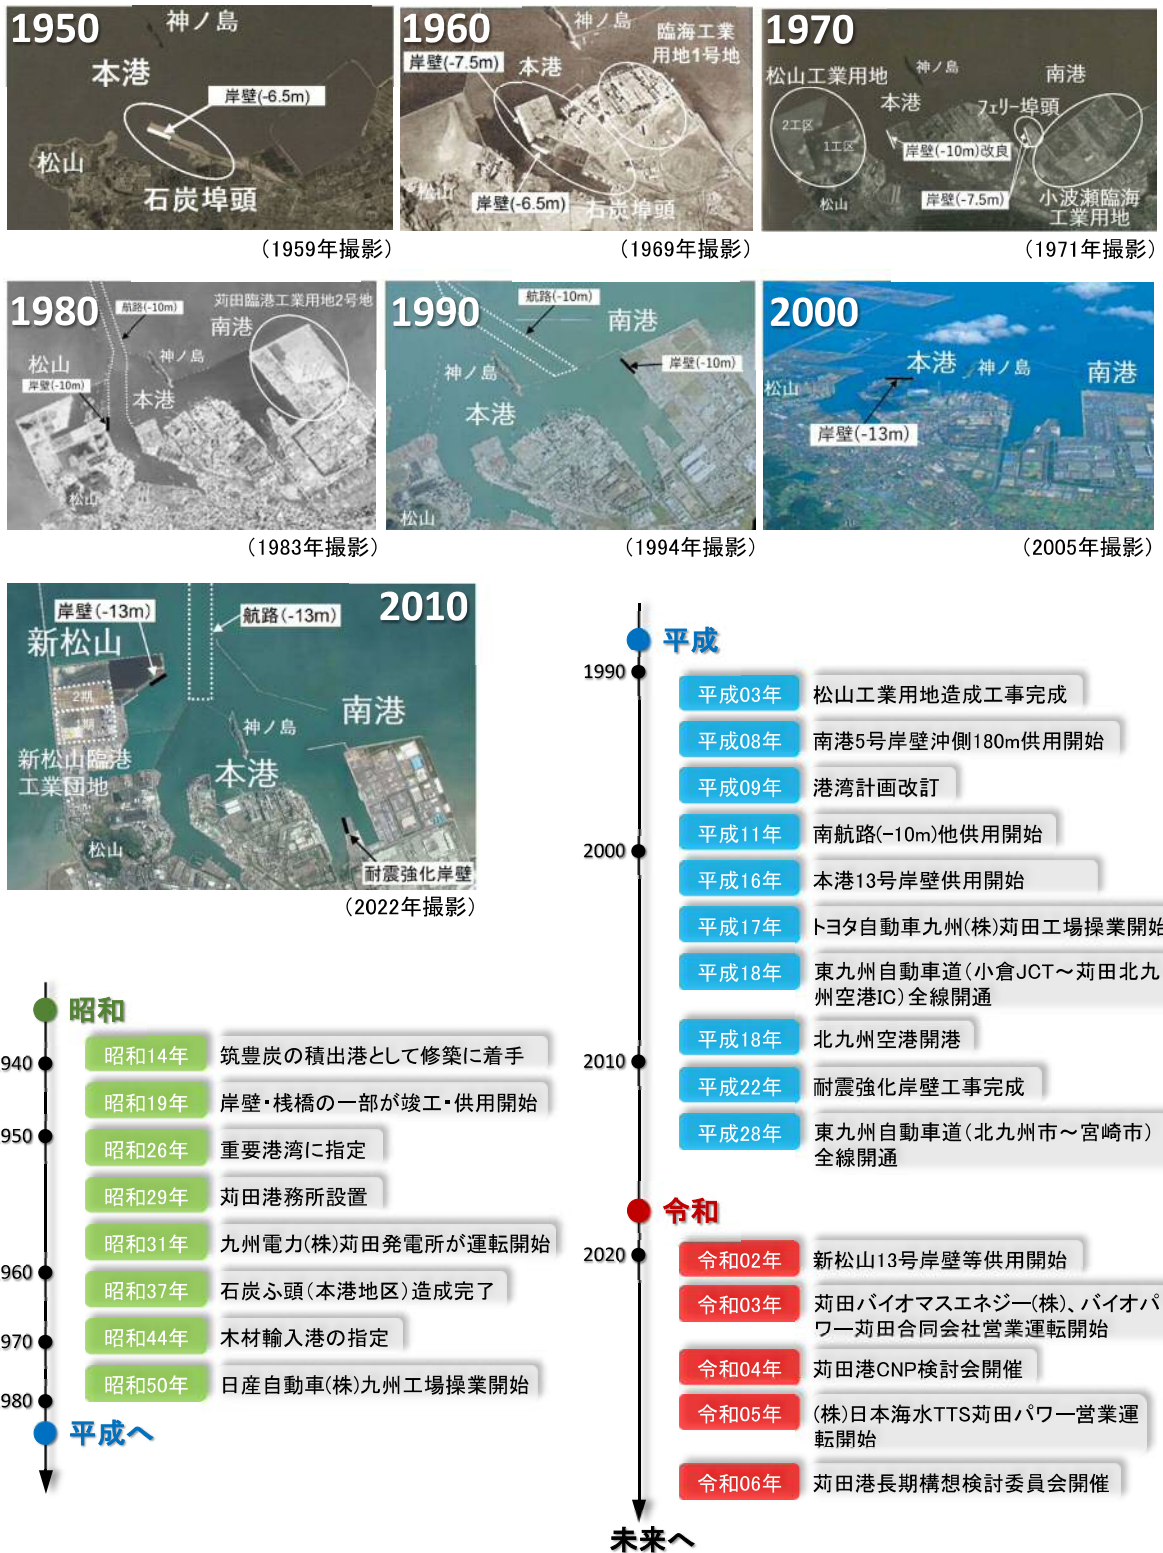 1950
神ノ島
本港
岸壁(-6.5m)
松山
石炭埠頭
(1959年撮影)
1960
神ノ島
臨海工業
用地1号地
岸壁(-7.5m)
本港
松山
岸壁(-6.5m)
石炭埠頭
(1969年撮影)
1970
神ノ島
南港
松山工業用地
本港
フェリー埠頭
2工区
1工区
岸壁(-10m)改良
松山
岸壁(-7.5m)
小波瀬臨海
工業用地
(1971年撮影)
1980
航路(-10m)
苅田臨港工業用地2号地
南港
松山
神ノ島
岸壁(-10m)
本港
松山
(1983年撮影)
1990
航路(-10m)
南港
岸壁(-10m)
神ノ島
本港
松山
(1994年撮影)
2000
本港
神ノ島
南港
松山
岸壁(-13m)
(2005年撮影)
2010
岸壁(-13m)
航路(-13m)
新松山
2期
1期
南港
神ノ島
新松山臨港
工業団地
本港
松山
耐震強化岸壁
(2022年撮影)
昭和
940
昭和14年 筑豊炭の積出港として修築に着手
昭和19年 岸壁・桟橋の一部が竣工・供用開始
950
昭和26年 重要港湾に指定
昭和29年 苅田港務所設置
昭和31年 九州電力(株)苅田発電所が運転開始
960
昭和37年 石炭ふ頭(本港地区)造成完了
昭和44年 木材輸入港の指定
970
昭和50年 日産自動車(株)九州工場操業開始
980
平成へ
平成
1990
平成03年 松山工業用地造成工事完成
平成08年 南港5号岸壁沖側180m供用開始
平成09年 港湾計画改訂
平成11年 南航路(-10m)他供用開始
2000
平成16年 本港13号岸壁供用開始
平成17年 トヨタ自動車九州(株)苅田工場操業開始
平成18年 東九州自動車道(小倉JCT～苅田北九
州空港IC)全線開通
平成18年 北九州空港開港
2010
平成22年 耐震強化岸壁工事完成
平成28年 東九州自動車道(北九州市～宮崎市)
全線開通
令和
2020
令和02年 新松山13号岸壁等供用開始
令和03年 苅田バイオマスエネジー(株)、バイオパ
ワー苅田合同会社営業運転開始
令和04年 苅田港CNP検討会開催
令和05年 (株)日本海水TTS苅田パワー営業運
転開始
令和06年 苅田港長期構想検討委員会開催
未来へ